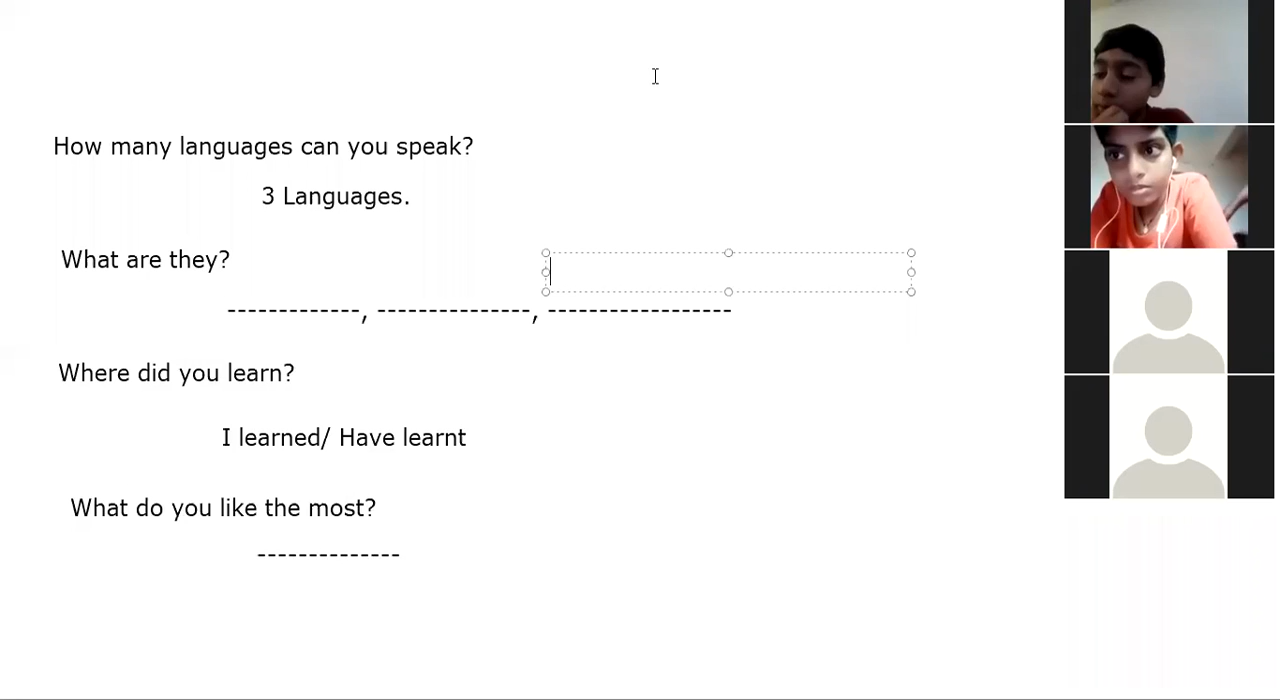 How many languages can you speak?
3 Languages.
What are they?
-------------, ---------------, ------------------
Where did you learn?
I learned/ Have learnt
What do you like the most?
--------------